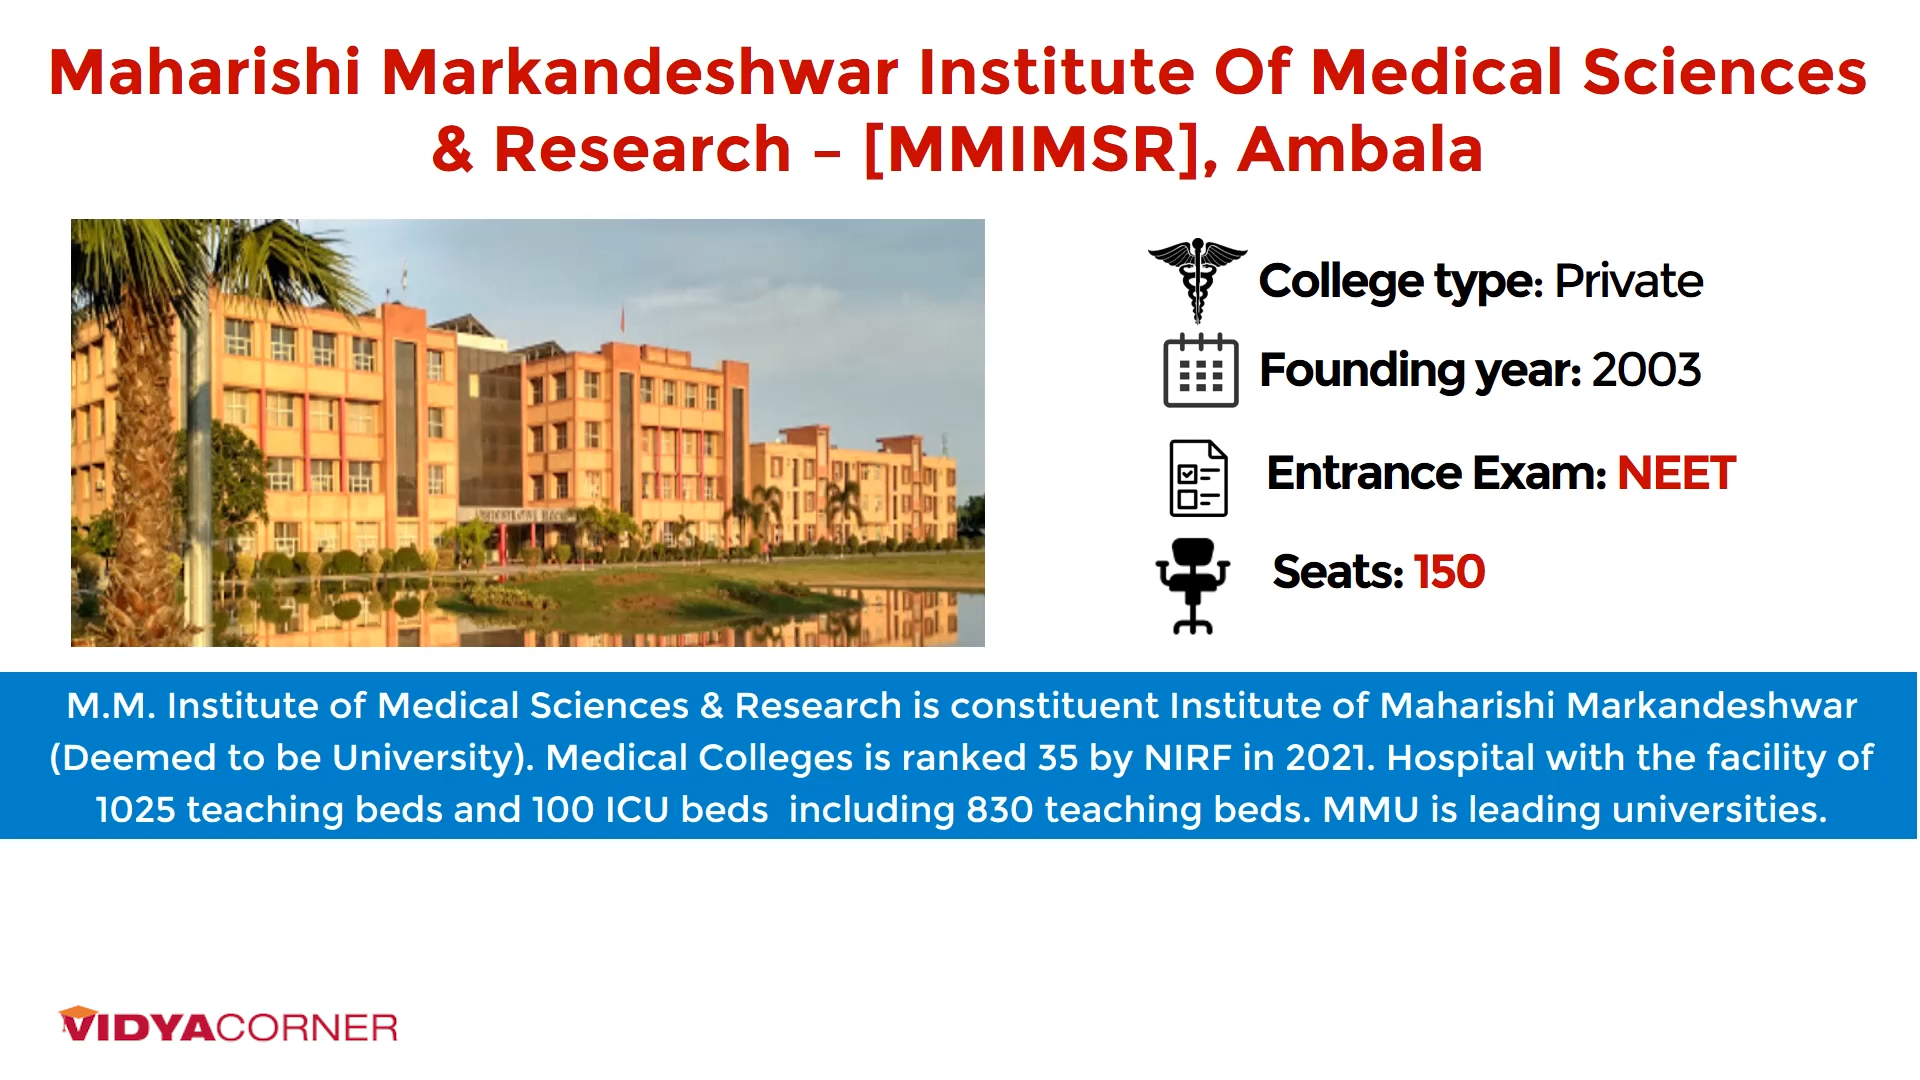 Maharishi Markandeshwar Institute Of Medical Sciences
& Research – [MMIMSR], Ambala
College type: Private
Founding year: 2003
ADMINISTRATIVE BLOCK
Entrance Exam: NEET
Seats: 150
M.M. Institute of Medical Sciences & Research is constituent Institute of Maharishi Markandeshwar
(Deemed to be University). Medical Colleges is ranked 35 by NIRF in 2021. Hospital with the facility of
1025 teaching beds and 100 ICU beds  including 830 teaching beds. MMU is leading universities.
VIDYACORNER